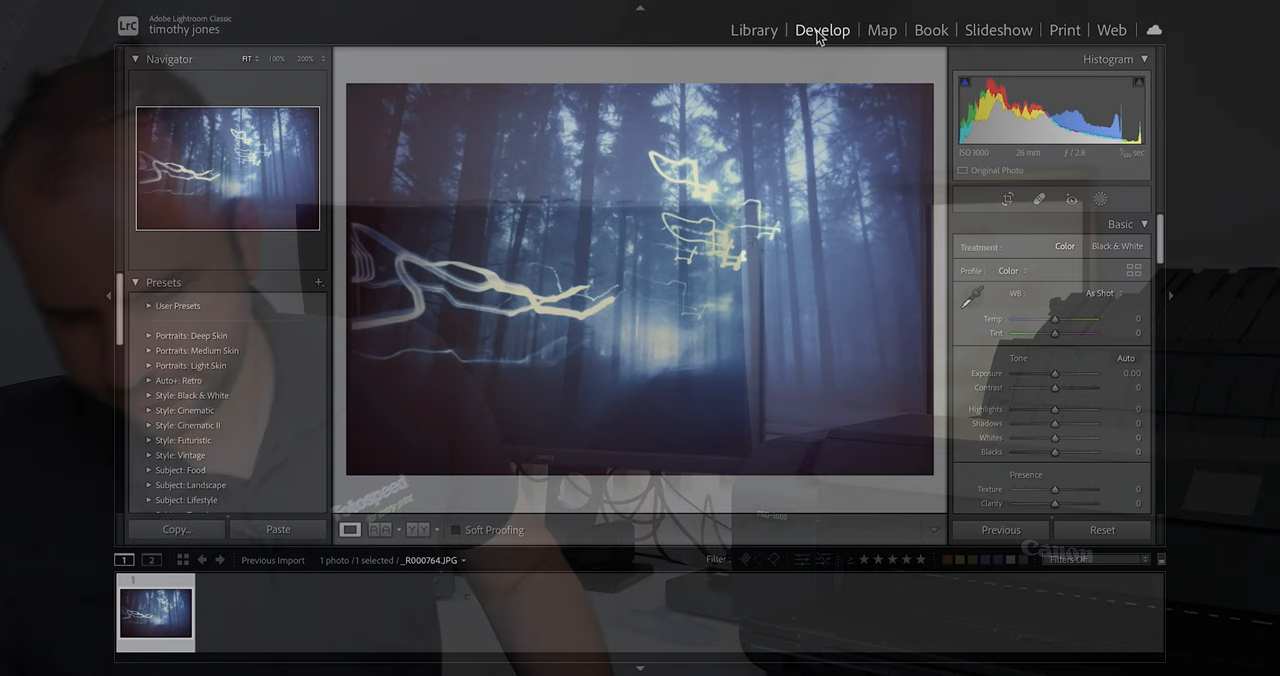 LrC
Adobe Lightroom Classic
timothy jones
Library | Develop | Map | Book | Slideshow | Print | Web |
Navigator
FIT
100%
200%
Histogram
ISO 1000
26 mm
ƒ / 2.8
Original Photo
Basic
Treatment :
Color
Black & White
Profile :
Color
WB :
As Shot
Temp
0
Tint
0
Tone
Auto
Exposure
0.00
Contrast
0
Highlights
0
Shadows
0
Whites
0
Blacks
0
Presence
Texture
0
Clarity
0
Presets
User Presets
Portraits: Deep Skin
Portraits: Medium Skin
Portraits: Light Skin
Auto+: Retro
Style: Black & White
Style: Cinematic
Style: Cinematic II
Style: Futuristic
Style: Vintage
Subject: Food
Subject: Landscape
Subject: Lifestyle
fotospeed
PRO-1000
Copy...
Paste
Soft Proofing
Previous
Reset
Canon
1
2
Previous Import
1 photo / 1 selected / _R000764.JPG
Filter :
Filters Off
1